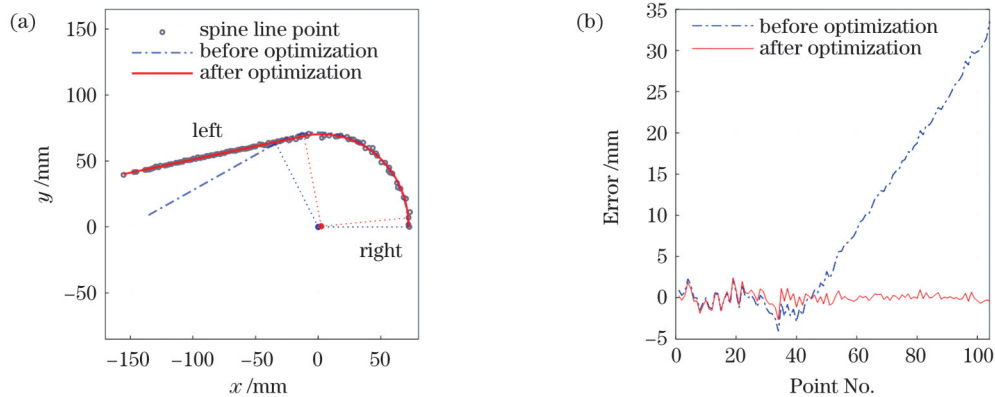 (a)
spine line point
before optimization
after optimization
150
100
50
0
−50
y /mm
left
right
−150 −100 −50 0 50
x /mm
(b)
before optimization
after optimization
35
30
25
20
15
10
5
0
−5
Error /mm
0 20 40 60 80 100
Point No.